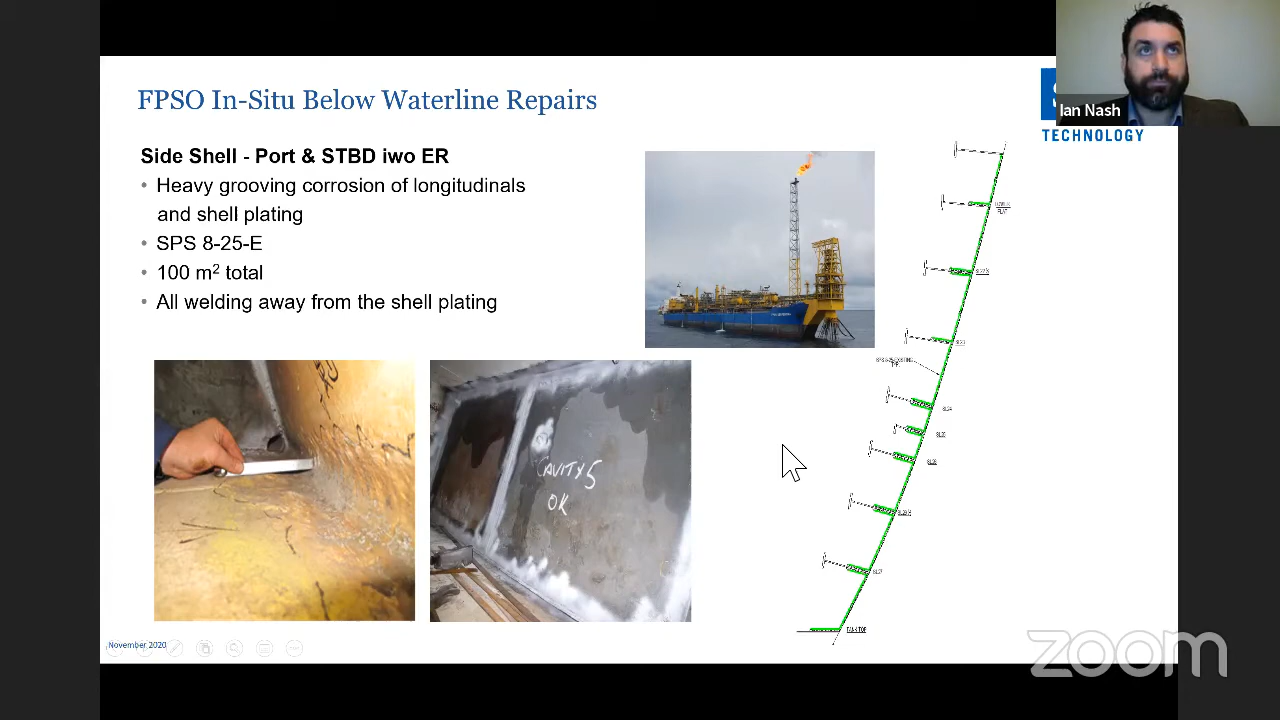 FPSO In-Situ Below Waterline Repairs
Ian Nash
TECHNOLOGY
Side Shell - Port & STBD iwo ER
• Heavy grooving corrosion of longitudinals
and shell plating
• SPS 8-25-E
• 100 m² total
• All welding away from the shell plating
CAVITY 5
OK
TANK TOP
November 2020
zoom